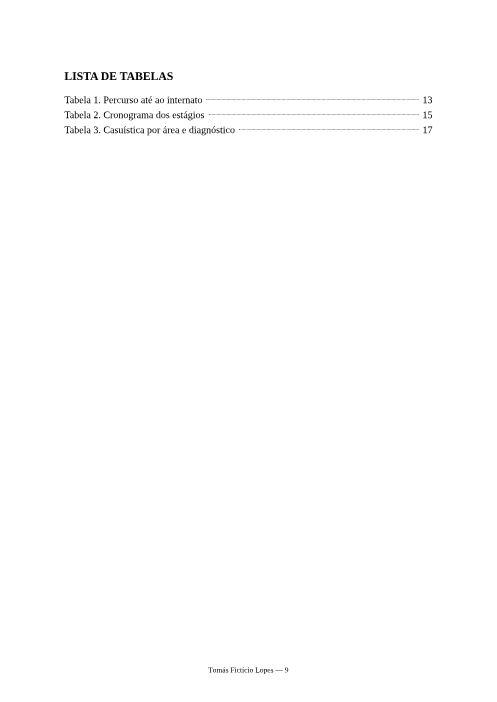 LISTA DE TABELAS
Tabela 1. Percurso até ao internato 13
Tabela 2. Cronograma dos estágios 15
Tabela 3. Casuística por área e diagnóstico 17
Tomás Fictício Lopes — 9